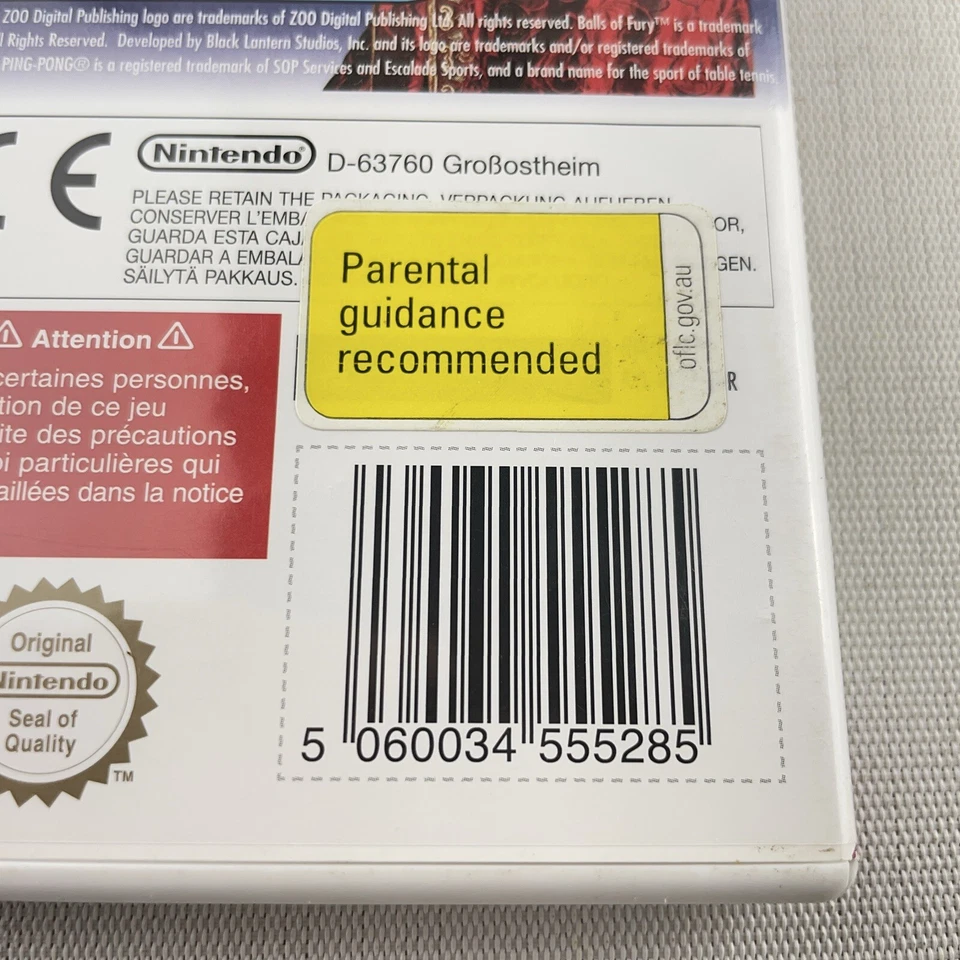 ZOO Digital Publishing logo are trademarks of ZOO Digital Publishing Ltd. All rights reserved. Balls of Fury™ is a trademark
Rights Reserved. Developed by Black Lantern Studios, Inc. and its logo are trademarks and/or registered trademarks of
PING-PONG® is a registered trademark of SOP Services and Escalade Sports, and a brand name for the sport of table tennis
CE
Nintendo® D-63760 Großostheim
PLEASE RETAIN THE PACKAGING. VERPACKUNG AUFHEBEN
CONSERVER L'EMBA OR,
GUARDA ESTA CAJ
GUARDAR A EMBALA GEN.
SÄILYTÄ PAKKAUS.
Parental
guidance
recommended
oflc.gov.au
R
Attention
certaines personnes,
tion de ce jeu
ite des précautions
oi particulières qui
aillées dans la notice
Original
Nintendo
Seal of
Quality
TM
5 060034 555285